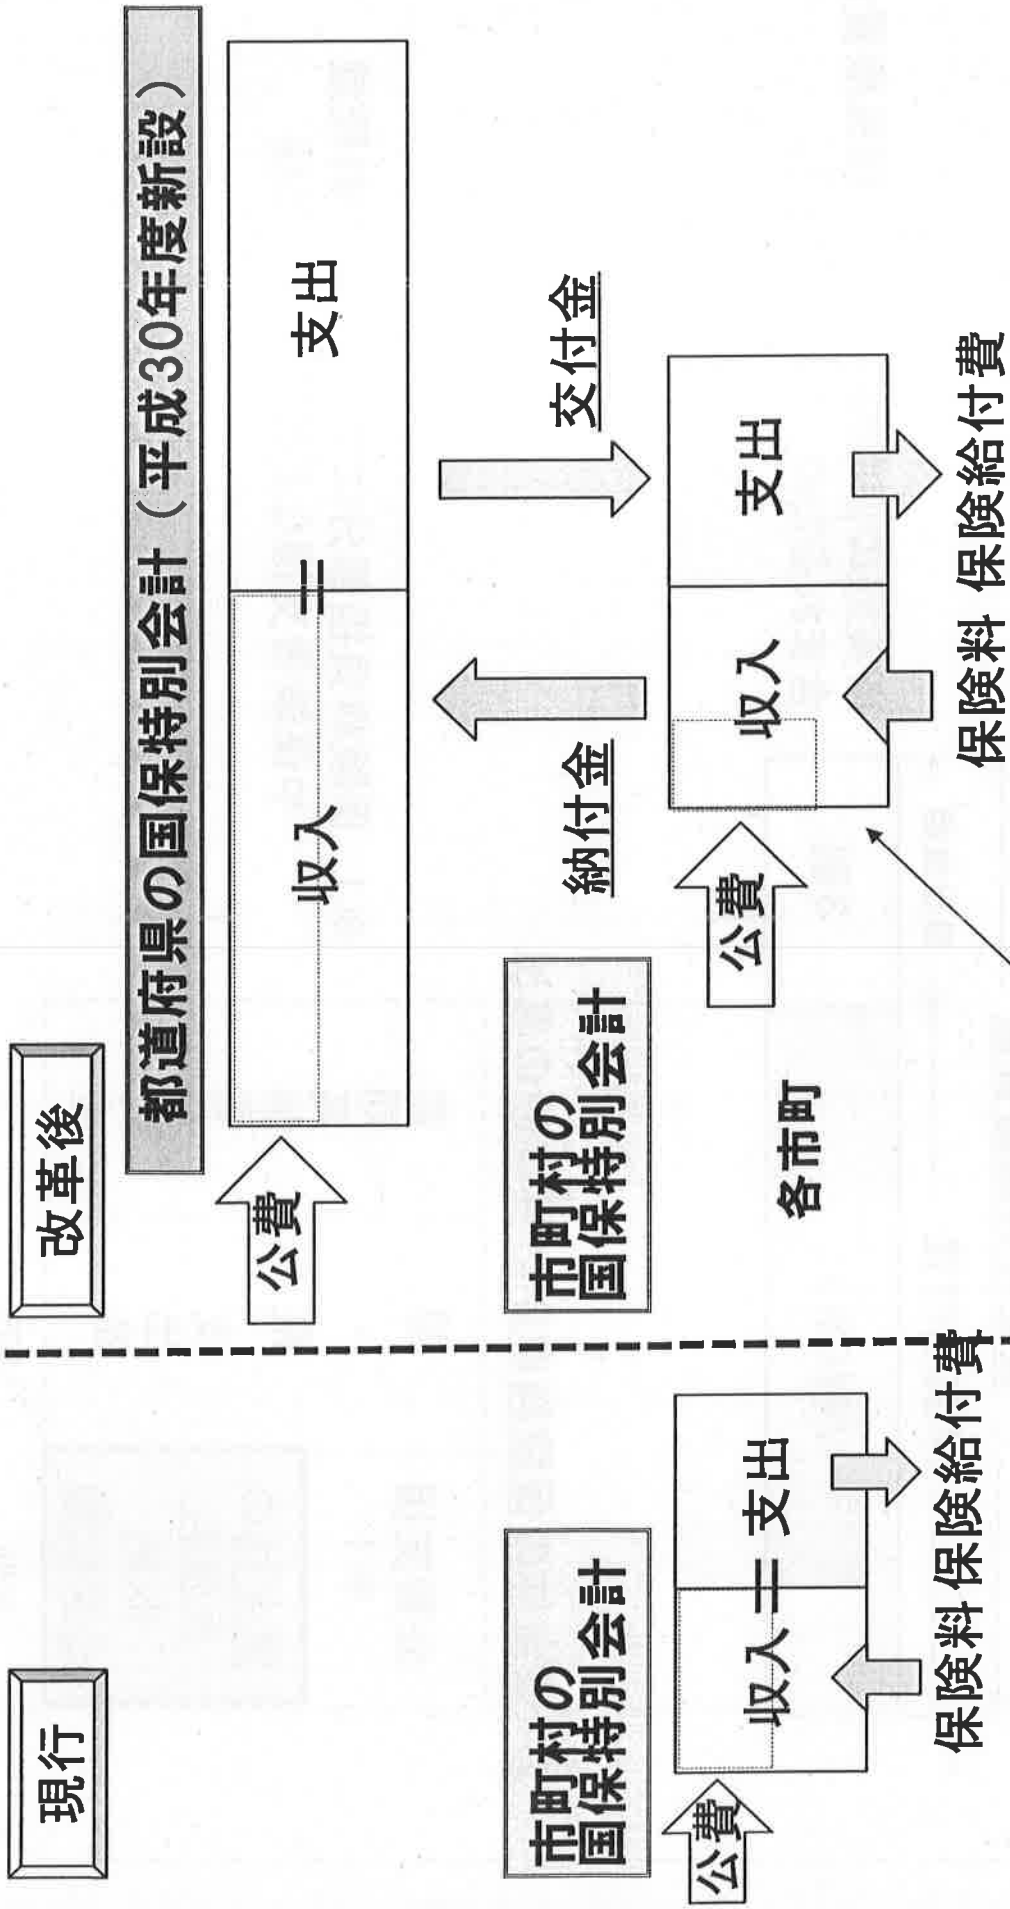 現行
市町村の
国保特別会計
公費
収入 = 支出
保険料 保険給付費
改革後
都道府県の国保特別会計（平成30年度新設）
公費
収入 = 支出
納付金
交付金
市町村の
国保特別会計
各市町
公費
収入
支出
保険料 保険給付費